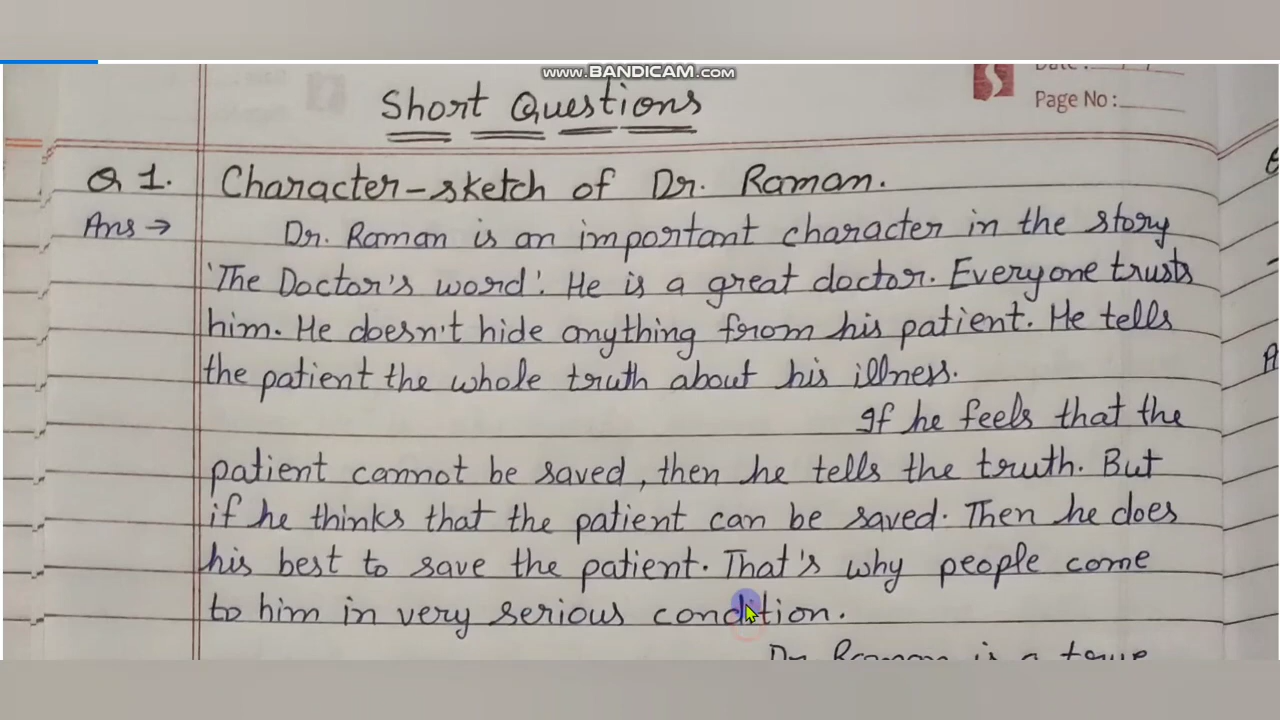 www.BANDICAM.com
Short Questions
Page No:
Q 1. Character-sketch of Dr. Raman.
Ans → Dr. Raman is an important character in the story
'The Doctor's word'. He is a great doctor. Everyone trusts
him. He doesn't hide anything from his patient. He tells
the patient the whole truth about his illness.
If he feels that the
patient cannot be saved, then he tells the truth. But
if he thinks that the patient can be saved. Then he does
his best to save the patient. That's why people come
to him in very serious condition.
Dr. Raman is a true